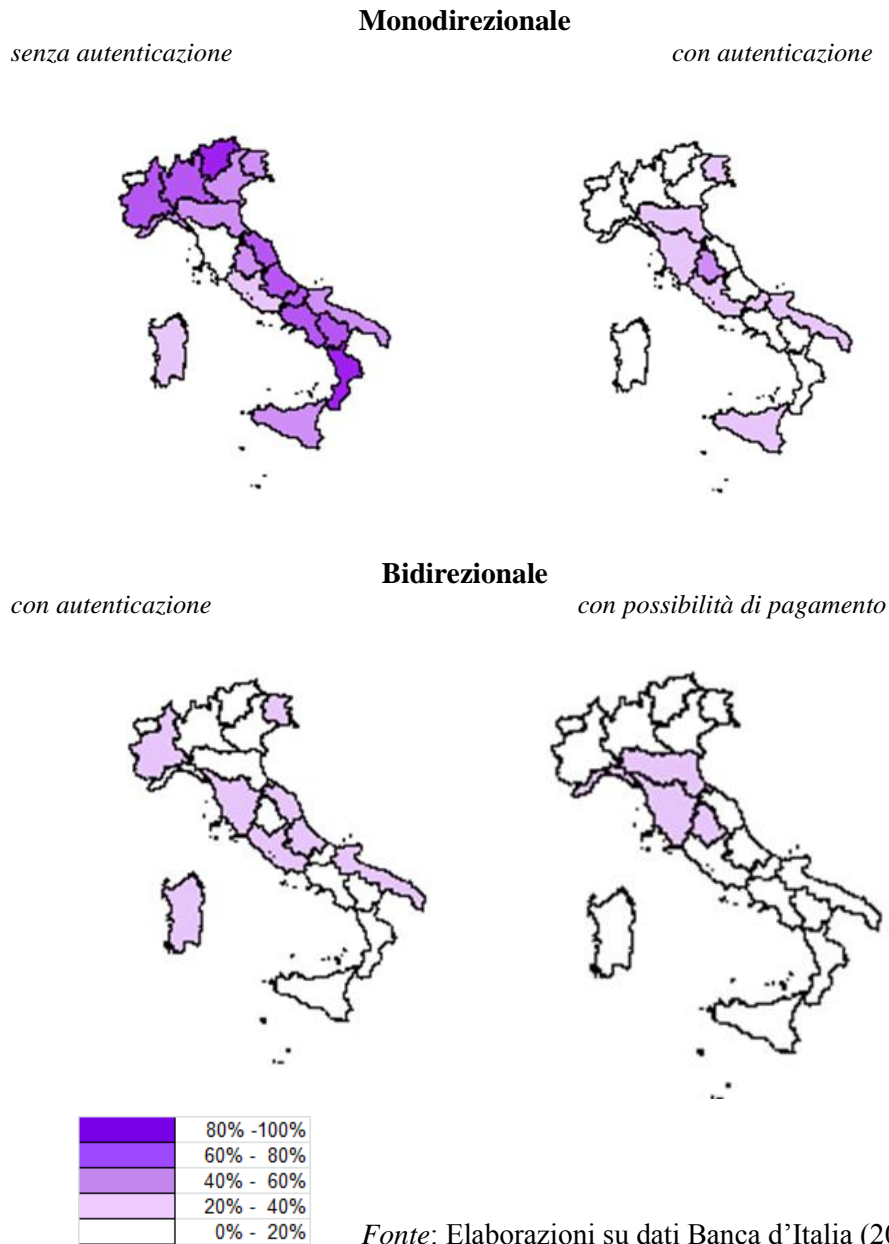 Monodirezionale
senza autenticazione con autenticazione
Bidirezionale
con autenticazione con possibilità di pagamento
80% -100%
60% - 80%
40% - 60%
20% - 40%
0% - 20%
Fonte: Elaborazioni su dati Banca d’Italia (20